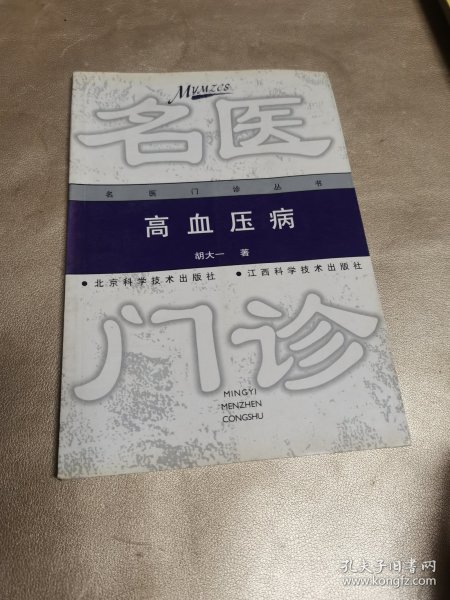 MYMZCS
名医
名医门诊丛书
高血压病
胡大一 著
• 北京科学技术出版社 • 江西科学技术出版社
门诊
MINGYI
MENZHEN
CONGSHU
孔夫子旧书网
www.kongfz.com